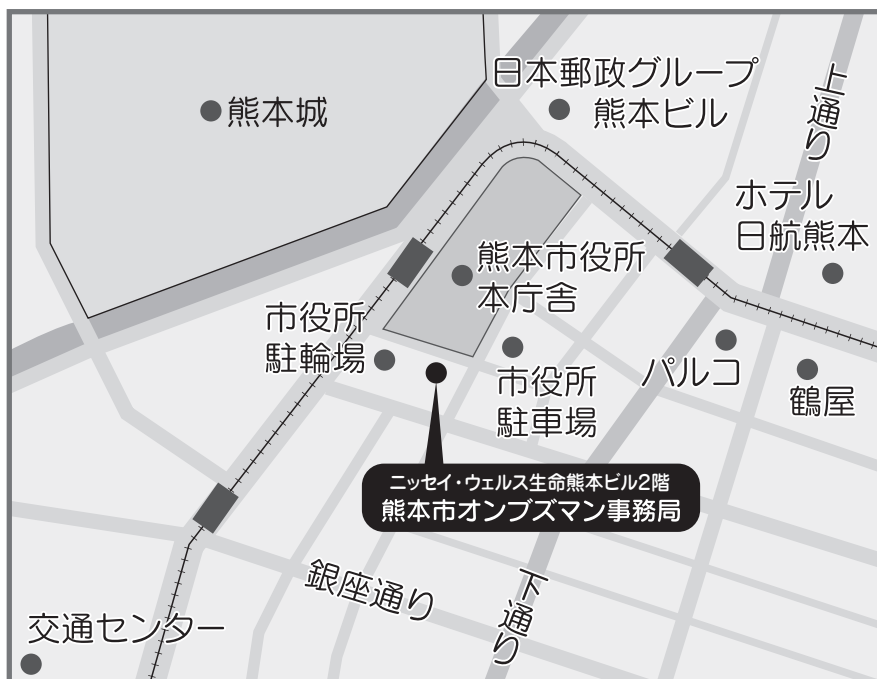 日本郵政グループ
熊本ビル
熊本城
上通り
ホテル
日航熊本
熊本市役所
本庁舎
市役所
駐輪場
市役所
駐車場
パルコ
鶴屋
ニッセイ・ウェルス生命熊本ビル2階
熊本市オンブズマン事務局
銀座通り
下通り
交通センター